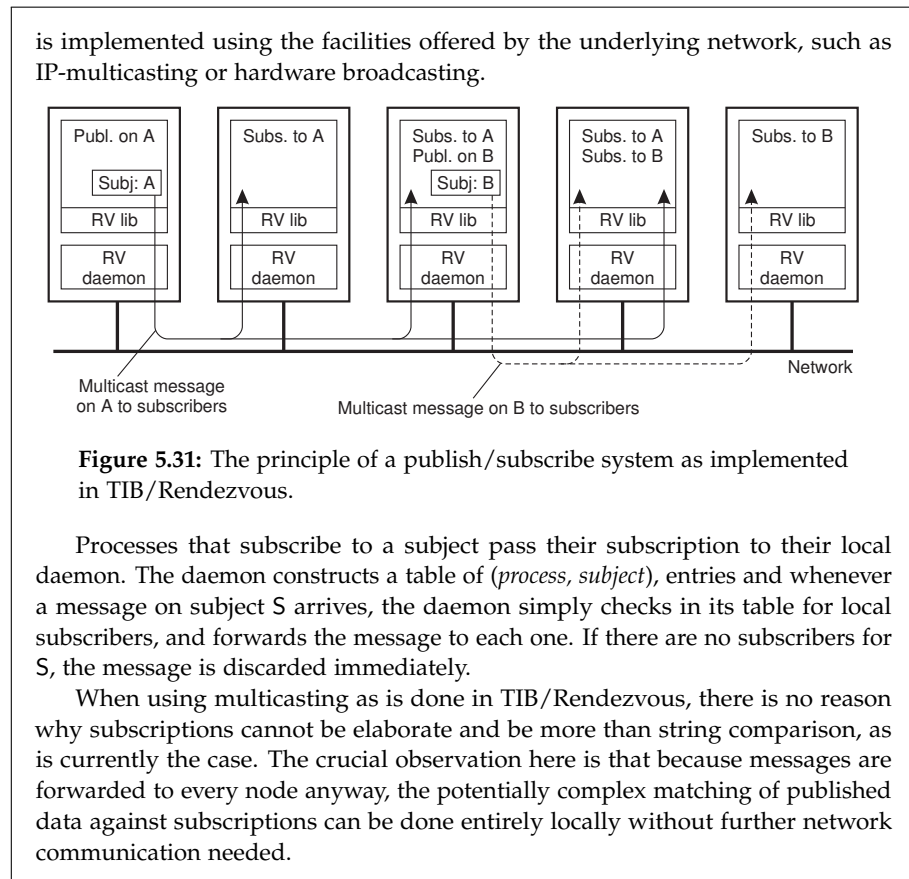 is implemented using the facilities offered by the underlying network, such as
IP-multicasting or hardware broadcasting.
Publ. on A
Subj: A
RV lib
RV
daemon
Subs. to A
RV lib
RV
daemon
Subs. to A
Publ. on B
Subj: B
RV lib
RV
daemon
Subs. to A
Subs. to B
RV lib
RV
daemon
Subs. to B
RV lib
RV
daemon
Network
Multicast message
on A to subscribers
Multicast message on B to subscribers
Figure 5.31: The principle of a publish/subscribe system as implemented
in TIB/Rendezvous.
Processes that subscribe to a subject pass their subscription to their local
daemon. The daemon constructs a table of (process, subject), entries and whenever
a message on subject S arrives, the daemon simply checks in its table for local
subscribers, and forwards the message to each one. If there are no subscribers for
S, the message is discarded immediately.
When using multicasting as is done in TIB/Rendezvous, there is no reason
why subscriptions cannot be elaborate and be more than string comparison, as
is currently the case. The crucial observation here is that because messages are
forwarded to every node anyway, the potentially complex matching of published
data against subscriptions can be done entirely locally without further network
communication needed.